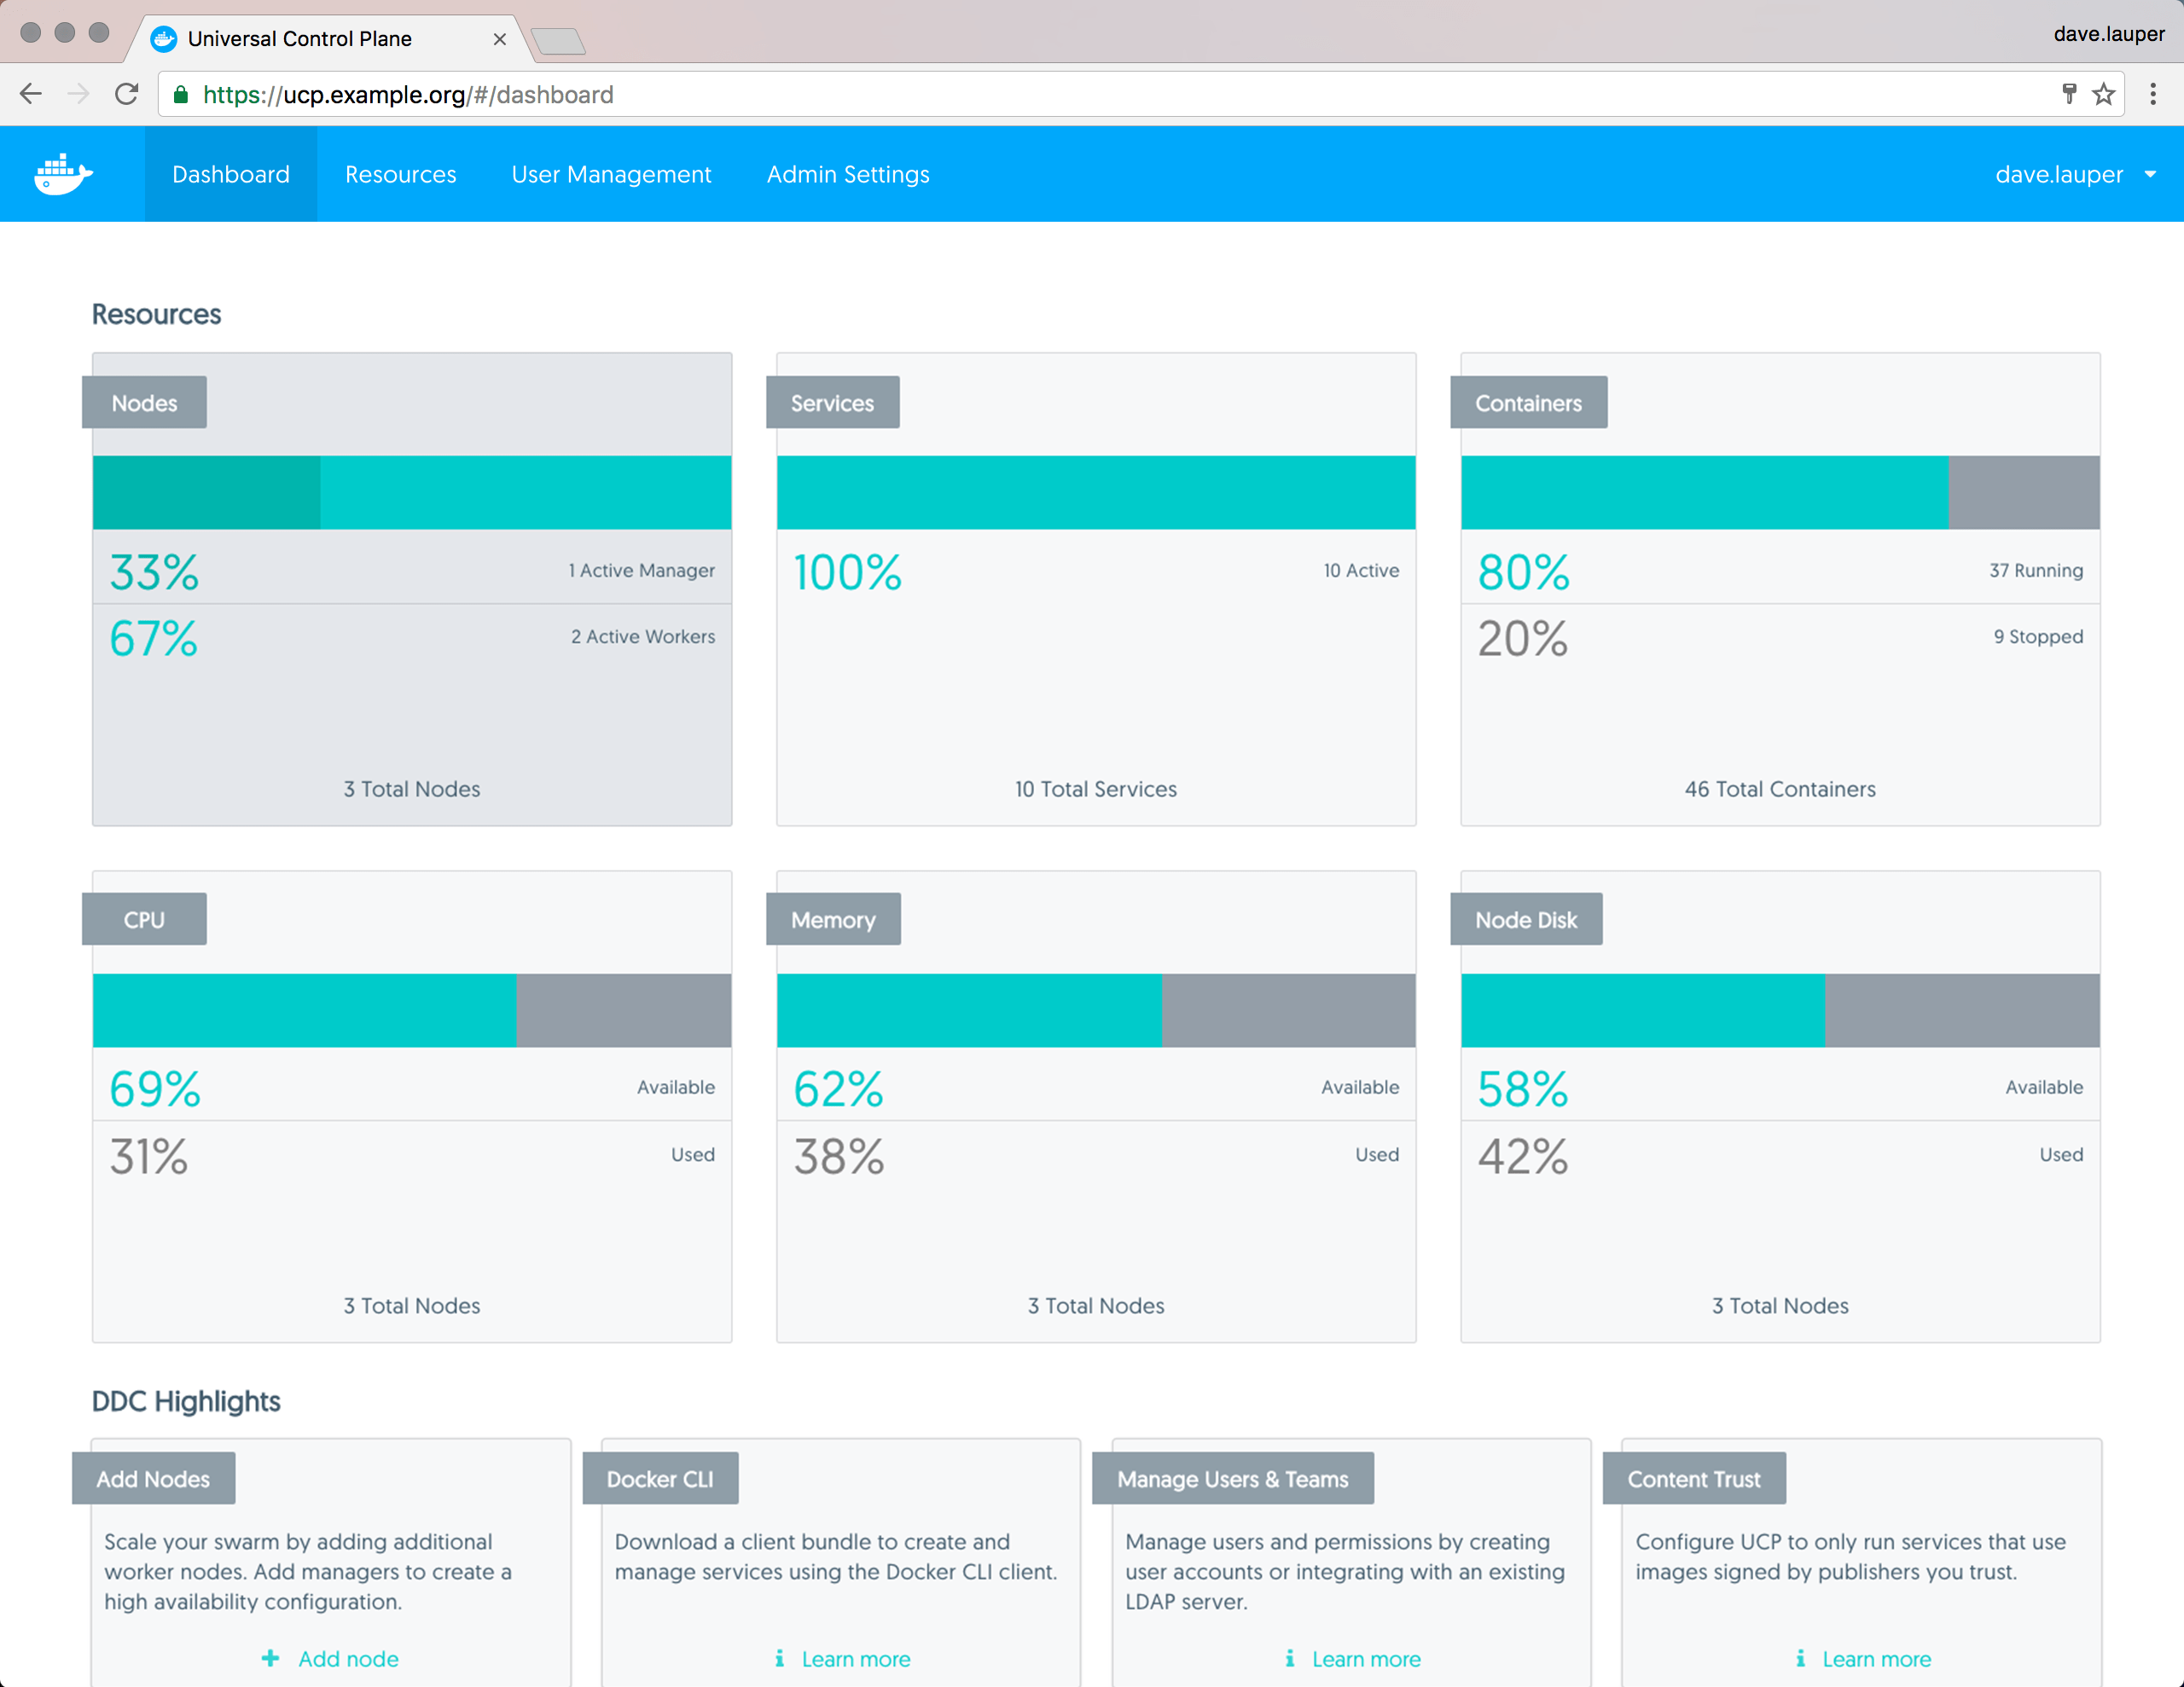 Universal Control Plane
dave.lauper
https://ucp.example.org/#/dashboard
Dashboard
Resources
User Management
Admin Settings
dave.lauper
Resources
Nodes
33%
1 Active Manager
67%
2 Active Workers
3 Total Nodes
Services
100%
10 Active
10 Total Services
Containers
80%
37 Running
20%
9 Stopped
46 Total Containers
CPU
69%
Available
31%
Used
3 Total Nodes
Memory
62%
Available
38%
Used
3 Total Nodes
Node Disk
58%
Available
42%
Used
3 Total Nodes
DDC Highlights
Add Nodes
Scale your swarm by adding additional
worker nodes. Add managers to create a
high availability configuration.
Add node
Docker CLI
Download a client bundle to create and
manage services using the Docker CLI client.
Learn more
Manage Users & Teams
Manage users and permissions by creating
user accounts or integrating with an existing
LDAP server.
Learn more
Content Trust
Configure UCP to only run services that use
images signed by publishers you trust.
Learn more